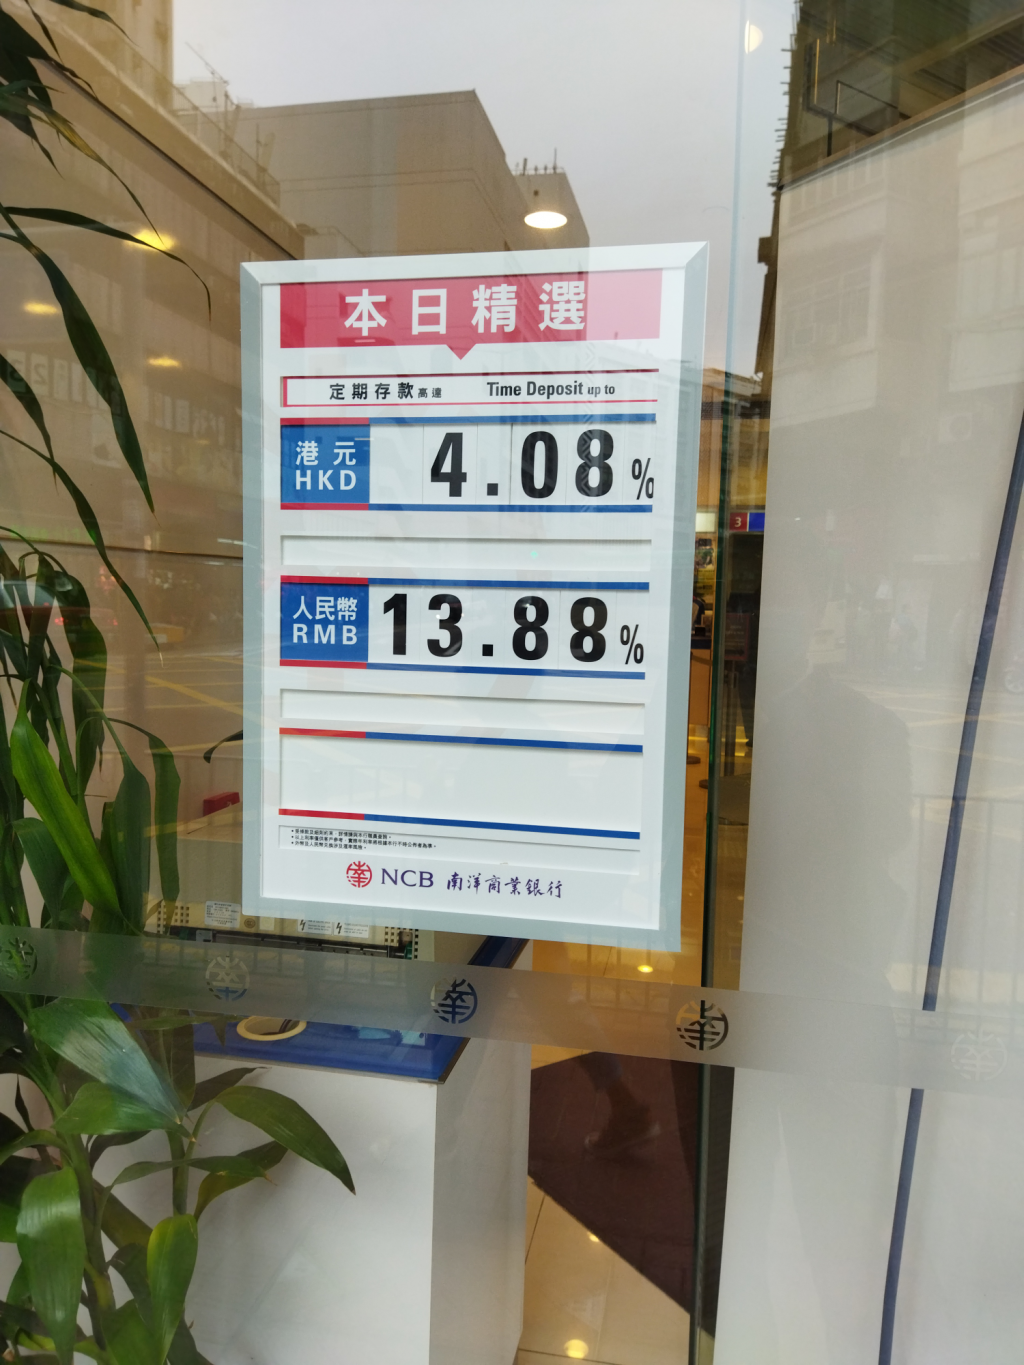 本日精選
定期存款高達 Time Deposit up to
港元
HKD
4.08%
人民幣
RMB
13.88%
NCB 南洋商業銀行
3